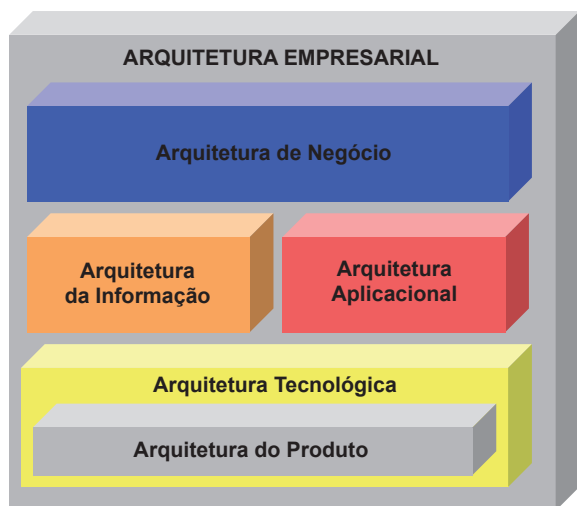 ARQUITETURA EMPRESARIAL
Arquitetura de Negócio
Arquitetura
da Informação
Arquitetura
Aplicacional
Arquitetura Tecnológica
Arquitetura do Produto